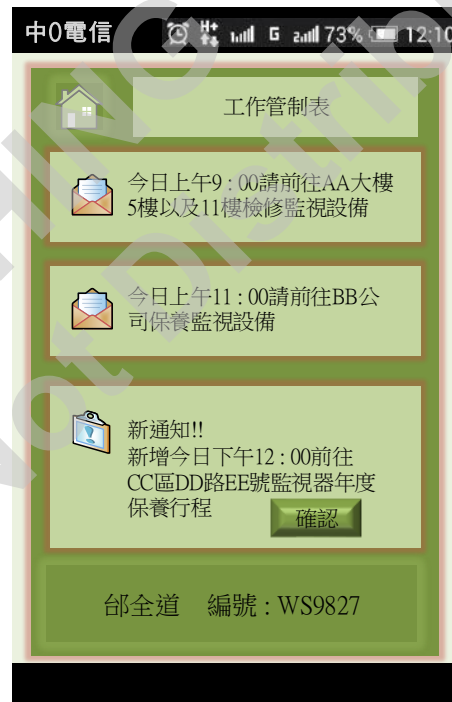 中0電信 H+ G 73% 12:10
工作管制表
今日上午9 : 00請前往AA大樓
5樓以及11樓檢修監視設備
今日上午11 : 00請前往BB公
司保養監視設備
新通知!!
新增今日下午12 : 00前往
CC區DD路EE號監視器年度
保養行程
確認
邰全道 編號 : WS9827